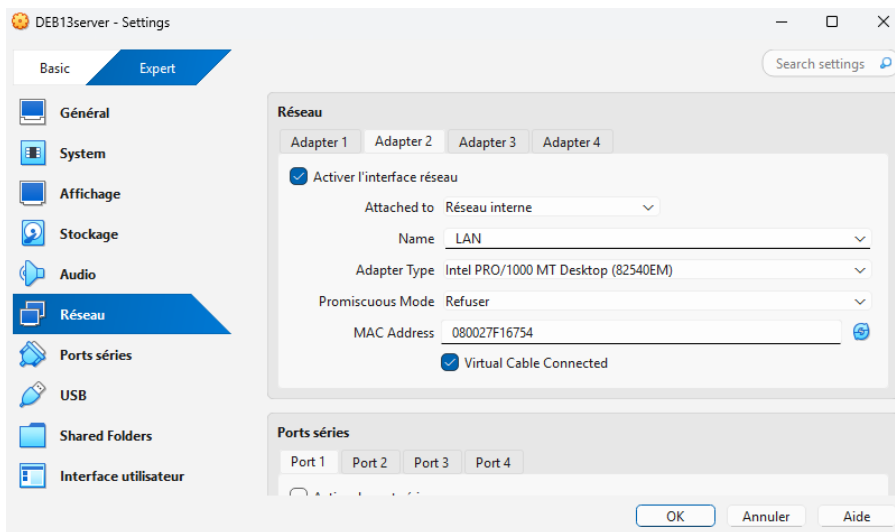 DEB13server - Settings
Basic
Expert
Search settings
Général
System
Affichage
Stockage
Audio
Réseau
Ports séries
USB
Shared Folders
Interface utilisateur
Réseau
Adapter 1 Adapter 2 Adapter 3 Adapter 4
Activer l'interface réseau
Attached to Réseau interne
Name LAN
Adapter Type Intel PRO/1000 MT Desktop (82540EM)
Promiscuous Mode Refuser
MAC Address 080027F16754
Virtual Cable Connected
Ports séries
Port 1 Port 2 Port 3 Port 4
OK Annuler Aide